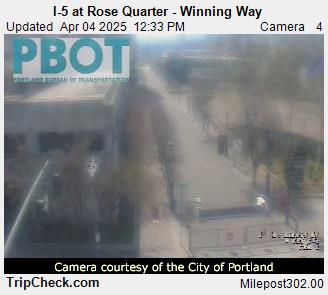 I-5 at Rose Quarter - Winning Way
Updated Apr 04 2025 12:33 PM Camera 4
PBOT
PORTLAND BUREAU OF TRANSPORTATION
Camera courtesy of the City of Portland
TripCheck.com Milepost302.00